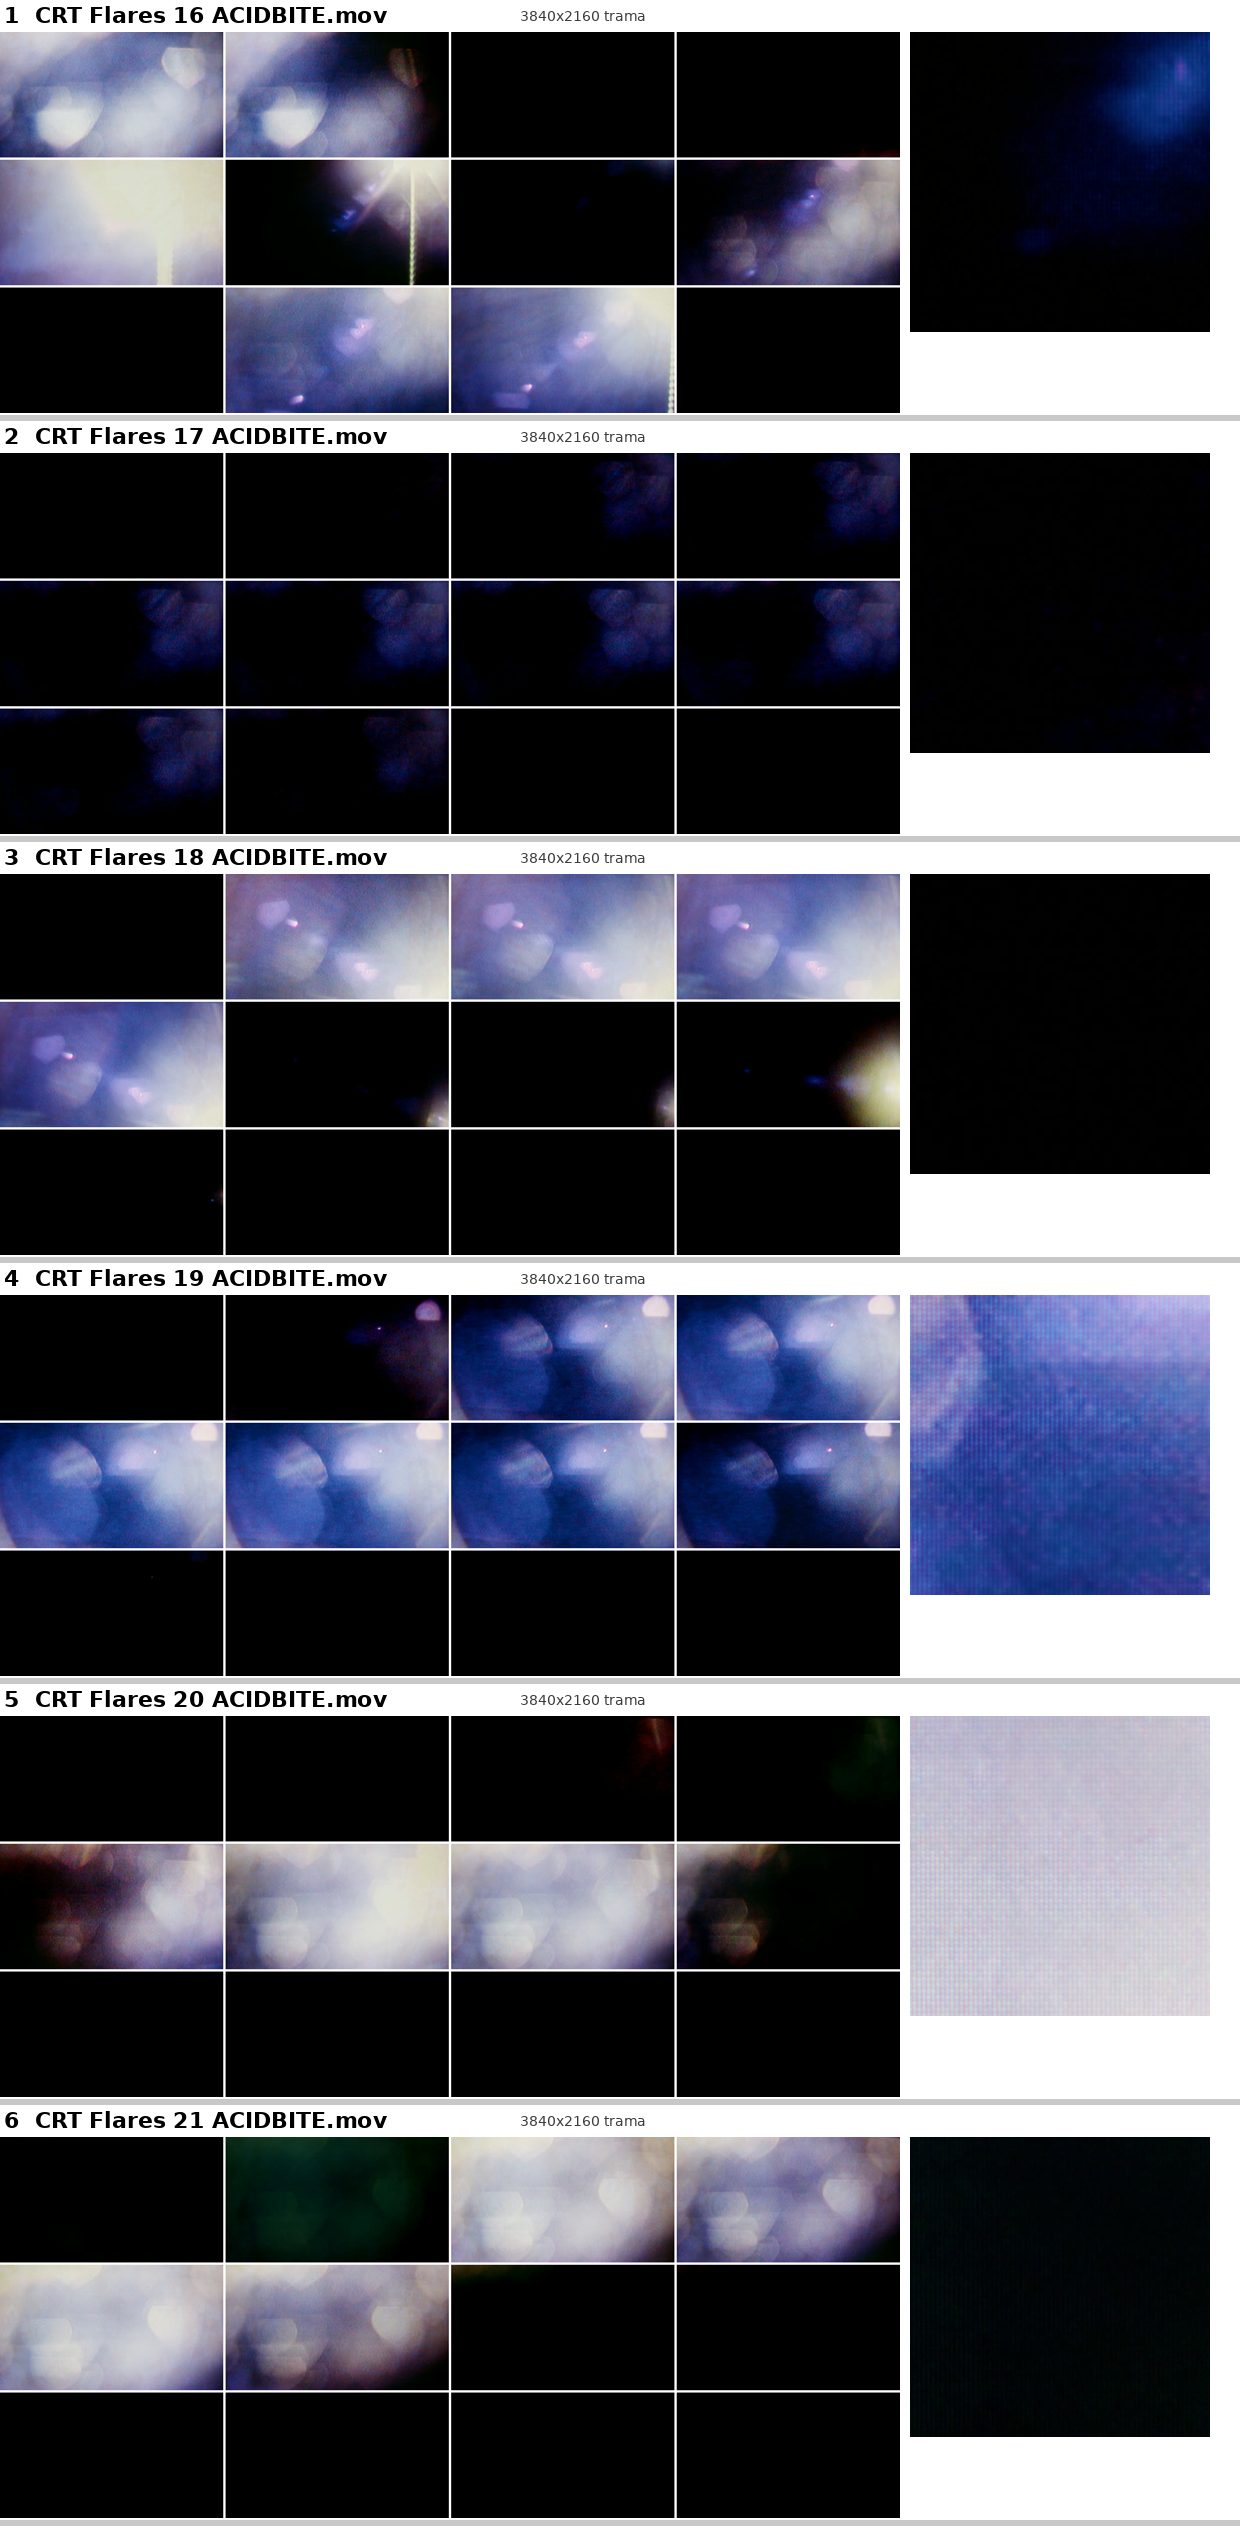 1 CRT Flares 16 ACIDBITE.mov 3840x2160 trama
2 CRT Flares 17 ACIDBITE.mov 3840x2160 trama
3 CRT Flares 18 ACIDBITE.mov 3840x2160 trama
4 CRT Flares 19 ACIDBITE.mov 3840x2160 trama
5 CRT Flares 20 ACIDBITE.mov 3840x2160 trama
6 CRT Flares 21 ACIDBITE.mov 3840x2160 trama